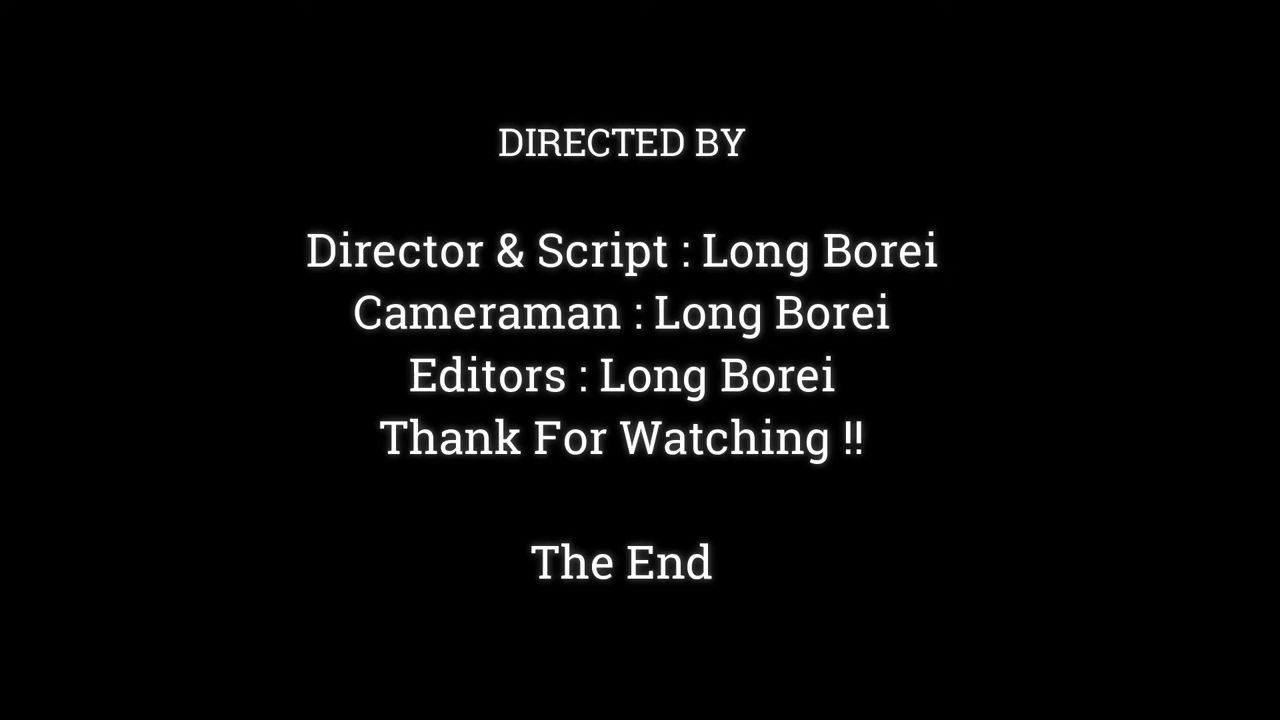 DIRECTED BY
Director & Script : Long Borei
Cameraman : Long Borei
Editors : Long Borei
Thank For Watching !!
The End